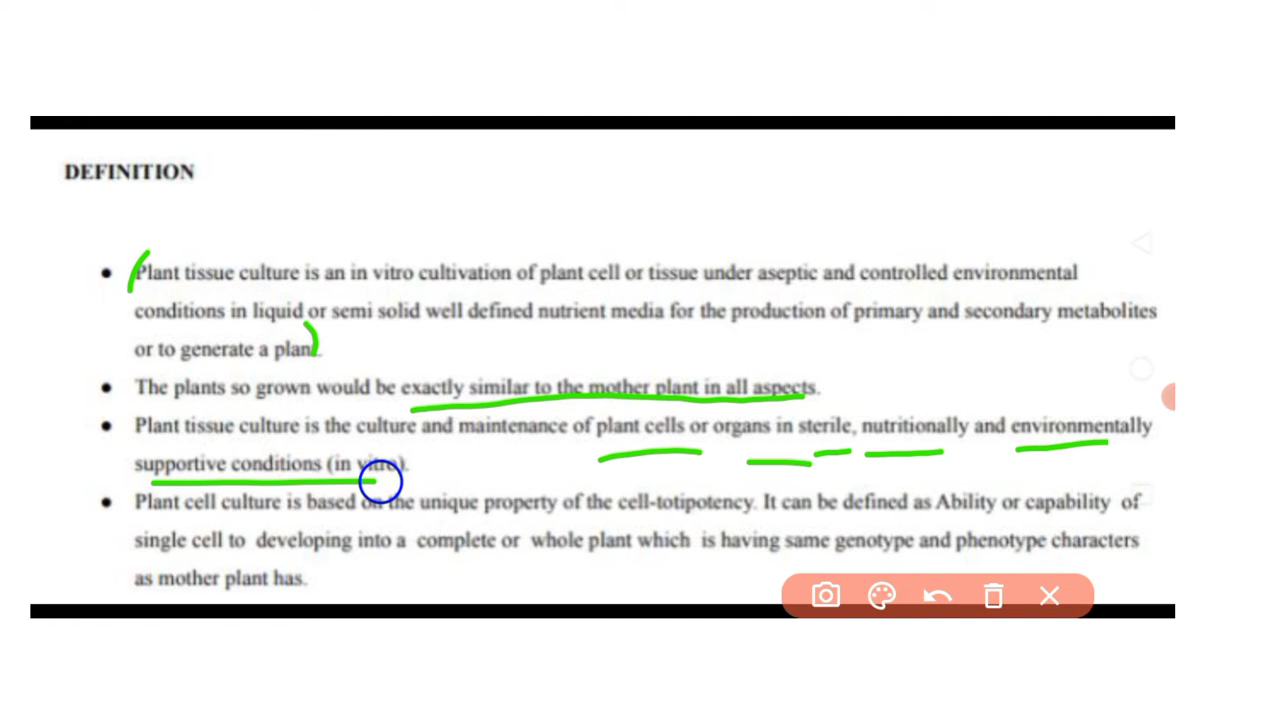 DEFINITION
● Plant tissue culture is an in vitro cultivation of plant cell or tissue under aseptic and controlled environmental
conditions in liquid or semi solid well defined nutrient media for the production of primary and secondary metabolites
or to generate a plant.
● The plants so grown would be exactly similar to the mother plant in all aspects.
● Plant tissue culture is the culture and maintenance of plant cells or organs in sterile, nutritionally and environmentally
supportive conditions (in vitro).
● Plant cell culture is based on the unique property of the cell-totipotency. It can be defined as Ability or capability of
single cell to developing into a complete or whole plant which is having same genotype and phenotype characters
as mother plant has.